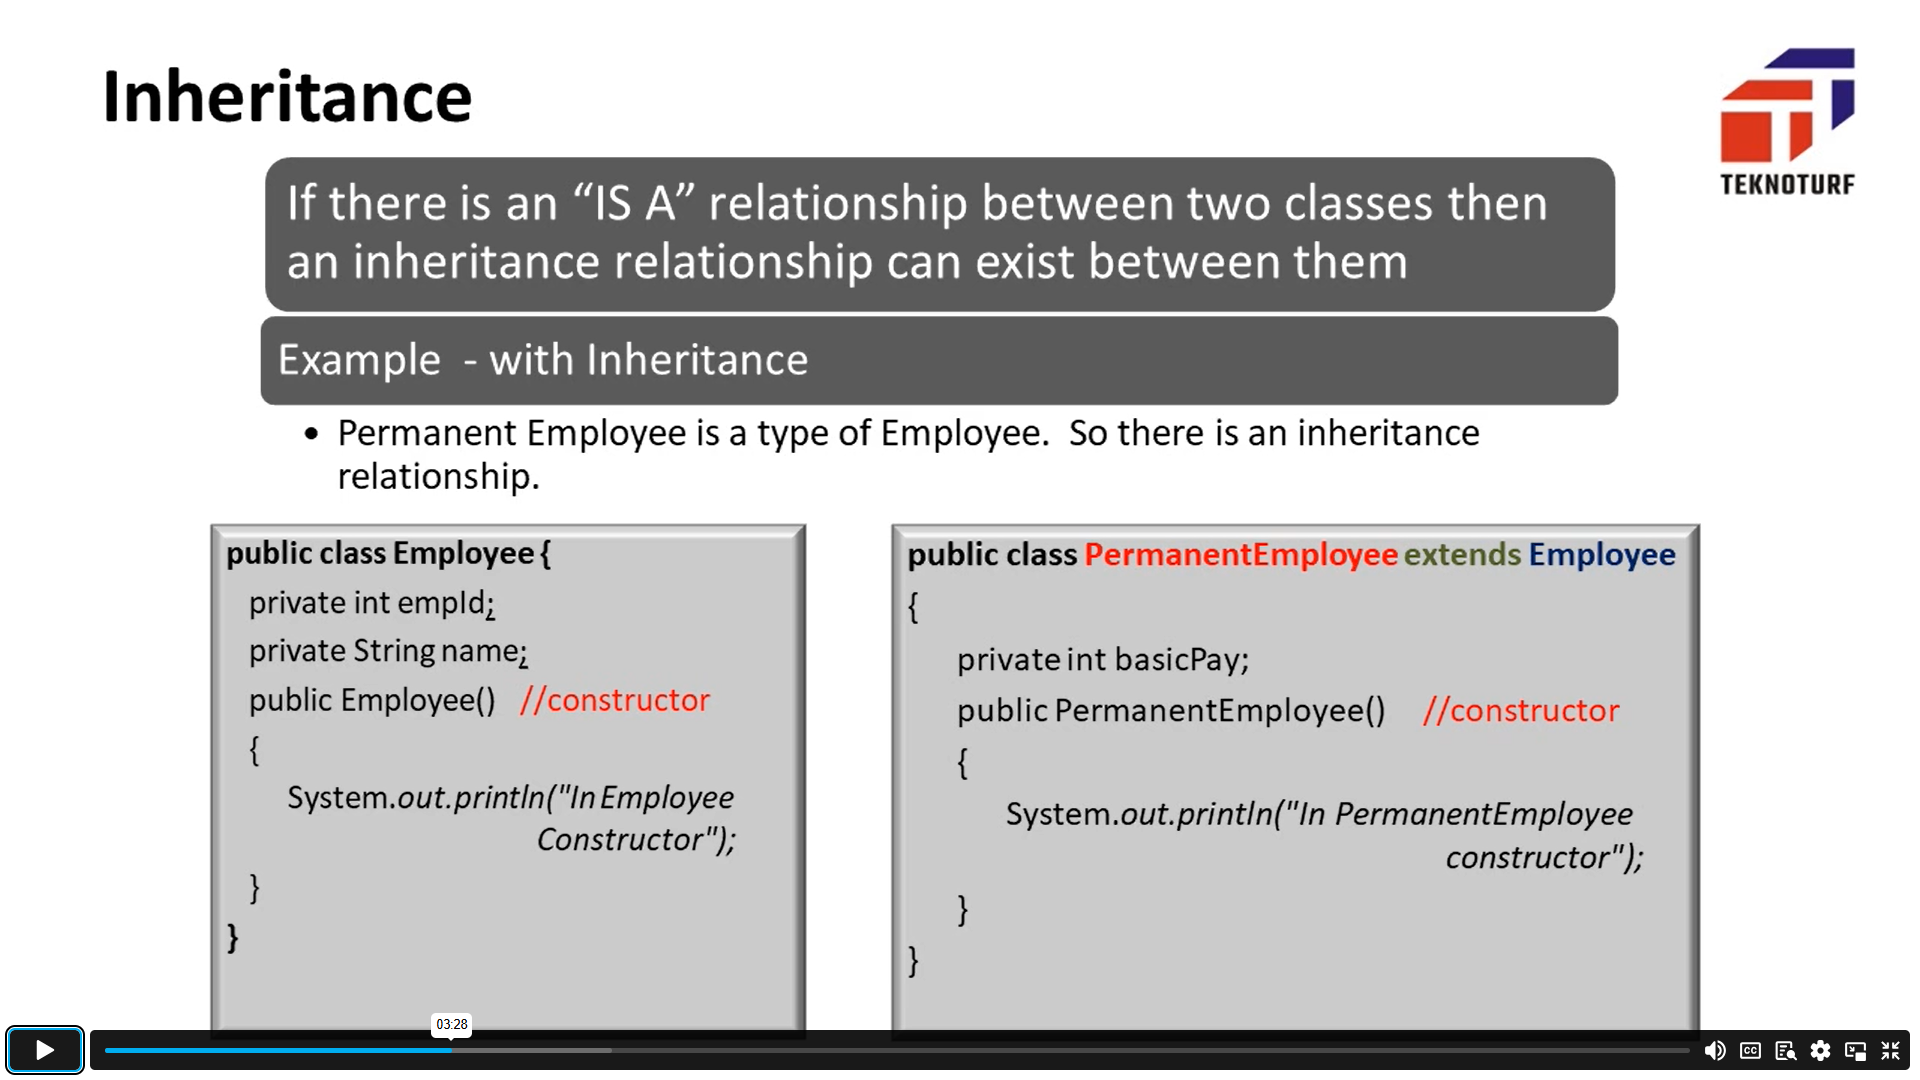 Inheritance
TEKNOTURF
If there is an “IS A” relationship between two classes then
an inheritance relationship can exist between them
Example - with Inheritance
• Permanent Employee is a type of Employee. So there is an inheritance
relationship.
public class Employee {
private int empId;
private String name;
public Employee() //constructor
{
System.out.println("In Employee
Constructor");
}
}
public class PermanentEmployee extends Employee
{
private int basicPay;
public PermanentEmployee() //constructor
{
System.out.println("In PermanentEmployee
constructor");
}
}
03:28
CC